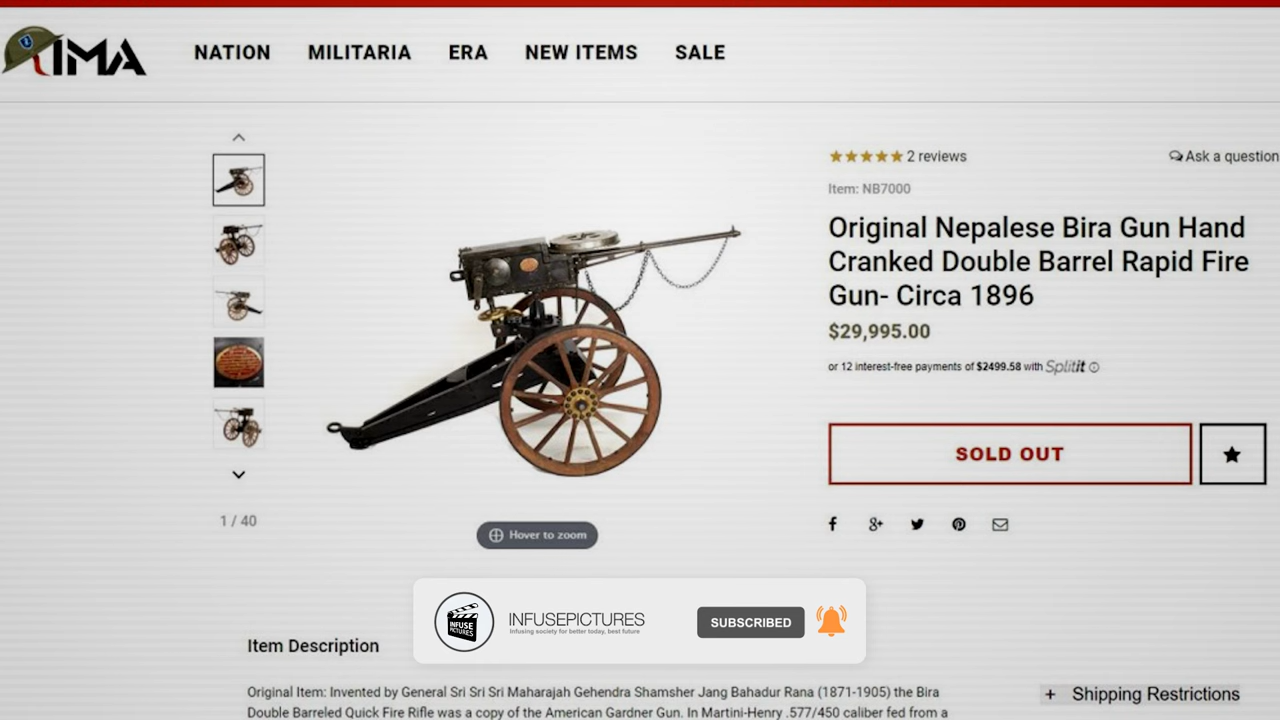 IMA
NATION
MILITARIA
ERA
NEW ITEMS
SALE
2 reviews
Ask a question
Item: NB7000
Original Nepalese Bira Gun Hand
Cranked Double Barrel Rapid Fire
Gun- Circa 1896
$29,995.00
or 12 interest-free payments of $2499.58 with Splitit
SOLD OUT
1 / 40
Hover to zoom
INFUSE
PICTURES
INFUSEPICTURES
Infusing society for better today, best future
SUBSCRIBED
Item Description
Original Item: Invented by General Sri Sri Sri Maharajah Gehendra Shamsher Jang Bahadur Rana (1871-1905) the Bira
Double Barreled Quick Fire Rifle was a copy of the American Gardner Gun. In Martini-Henry .577/450 caliber fed from a
+ Shipping Restrictions